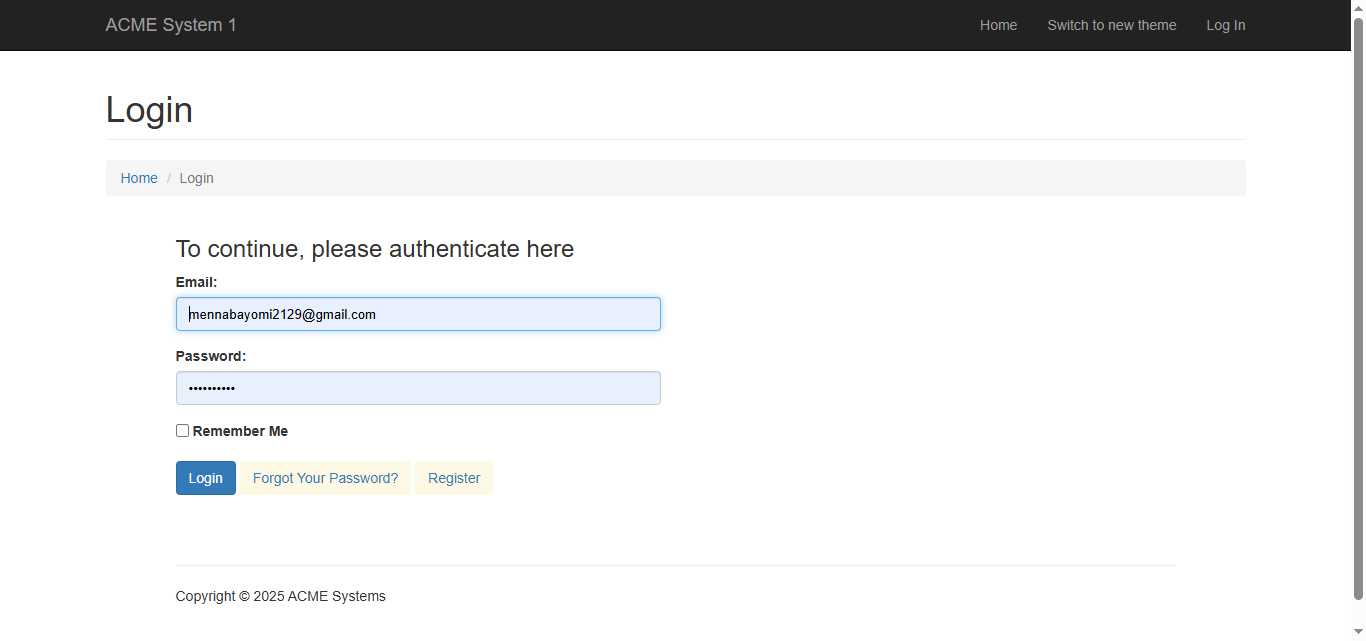 ACME System 1 Home Switch to new theme Log In
Login
Home / Login
To continue, please authenticate here
Email:
mennabayomi2129@gmail.com
Password:
••••••••••
Remember Me
Login Forgot Your Password? Register
Copyright © 2025 ACME Systems